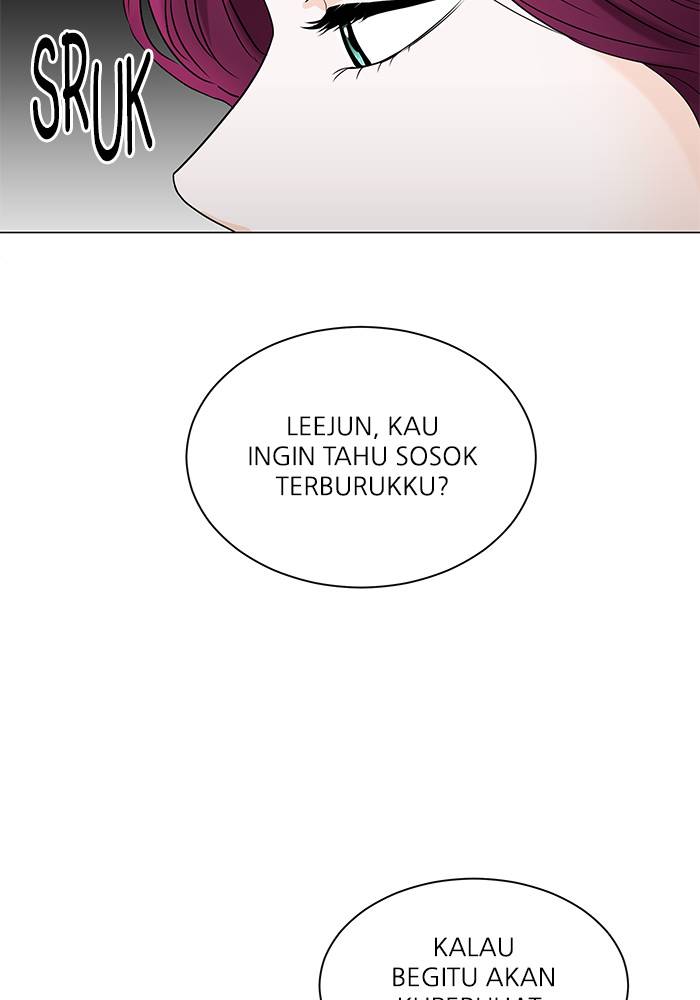 SRUK
LEEJUN, KAU
INGIN TAHU SOSOK
TERBURUKKU?
KALAU
BEGITU AKAN